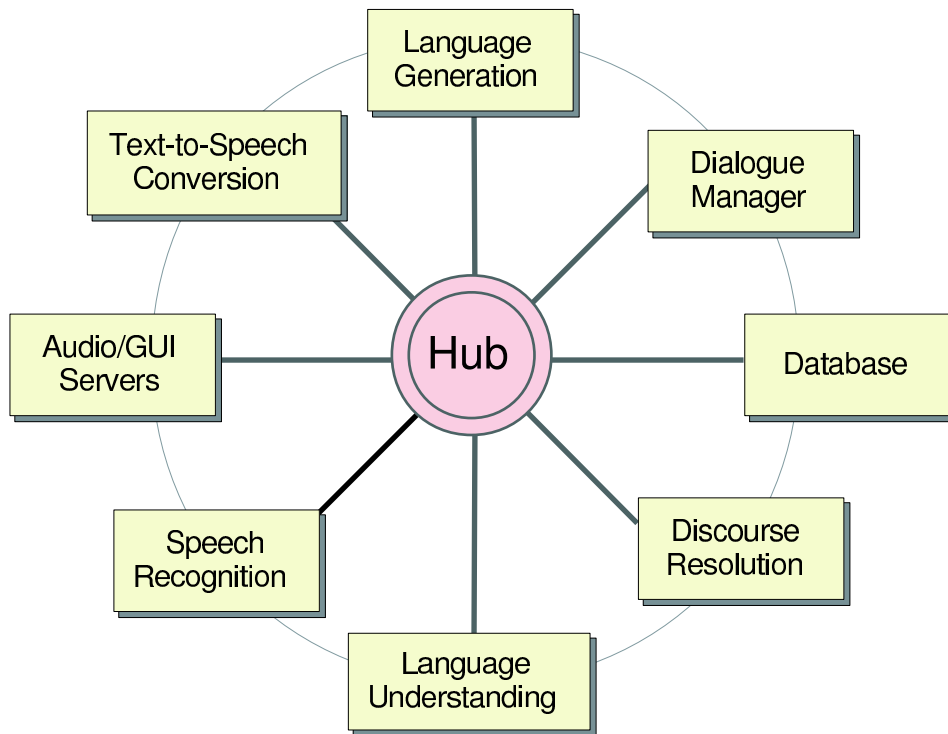 Language
Generation
Text-to-Speech
Conversion
Dialogue
Manager
Audio/GUI
Servers
Hub
Database
Speech
Recognition
Discourse
Resolution
Language
Understanding